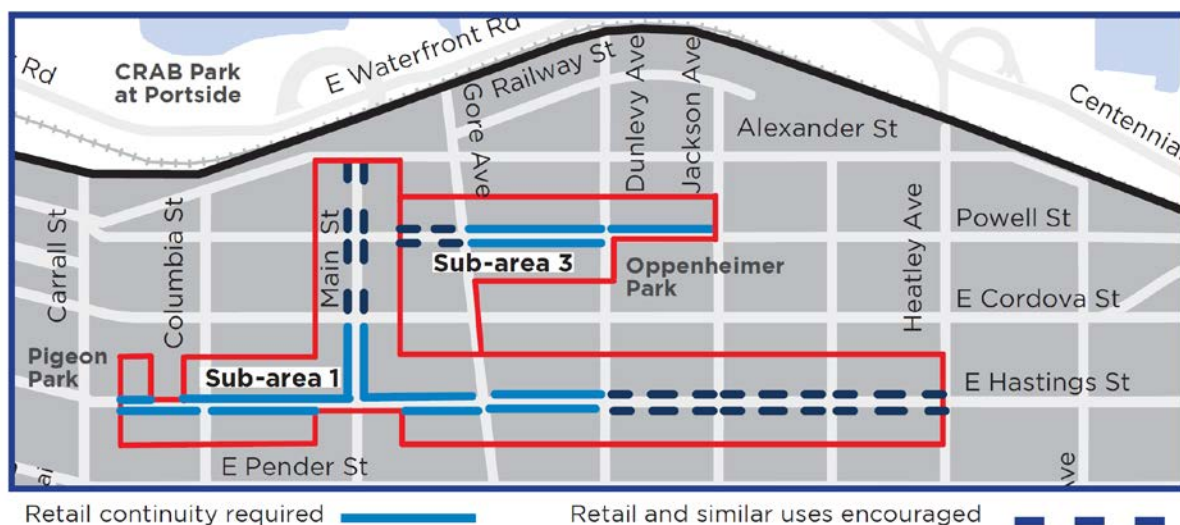 Rd
CRAB Park
at Portside
E Waterfront Rd
Railway St
Gore Ave
Dunlevy Ave
Jackson Ave
Centennial
Alexander St
Carrall St
Columbia St
Main St
Heatley Ave
Powell St
Sub-area 3
Oppenheimer
Park
E Cordova St
Pigeon
Park
Sub-area 1
E Hastings St
E Pender St
Ave
Retail continuity required
Retail and similar uses encouraged